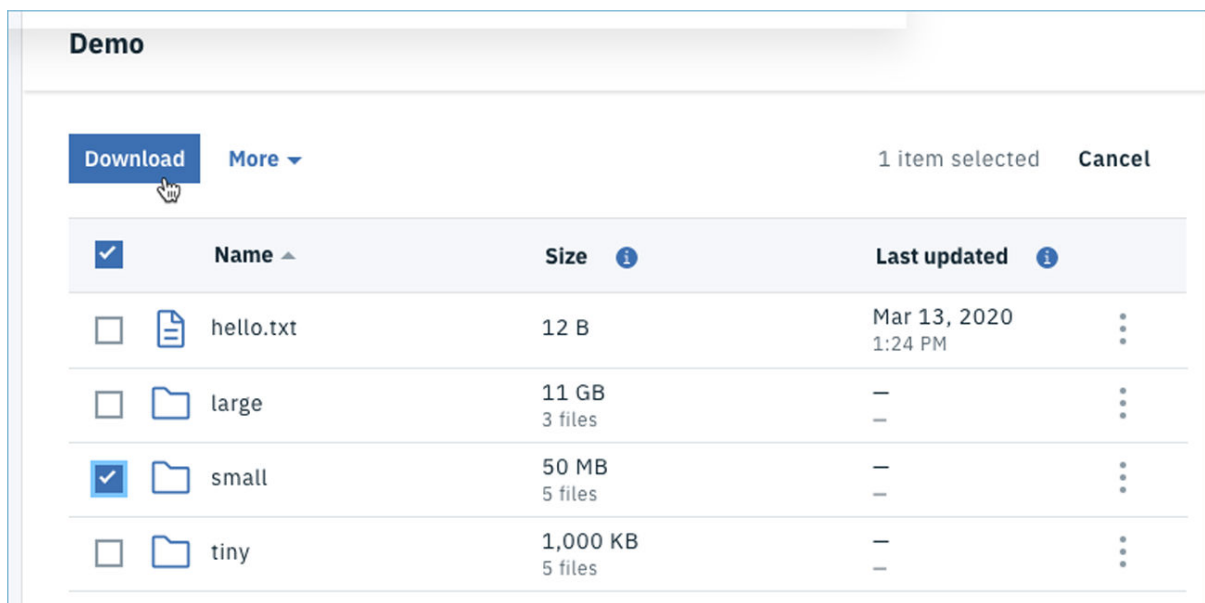 Demo
Download More 1 item selected Cancel
Name Size Last updated
hello.txt 12 B Mar 13, 2020
1:24 PM
large 11 GB —
3 files —
small 50 MB —
5 files —
tiny 1,000 KB —
5 files —